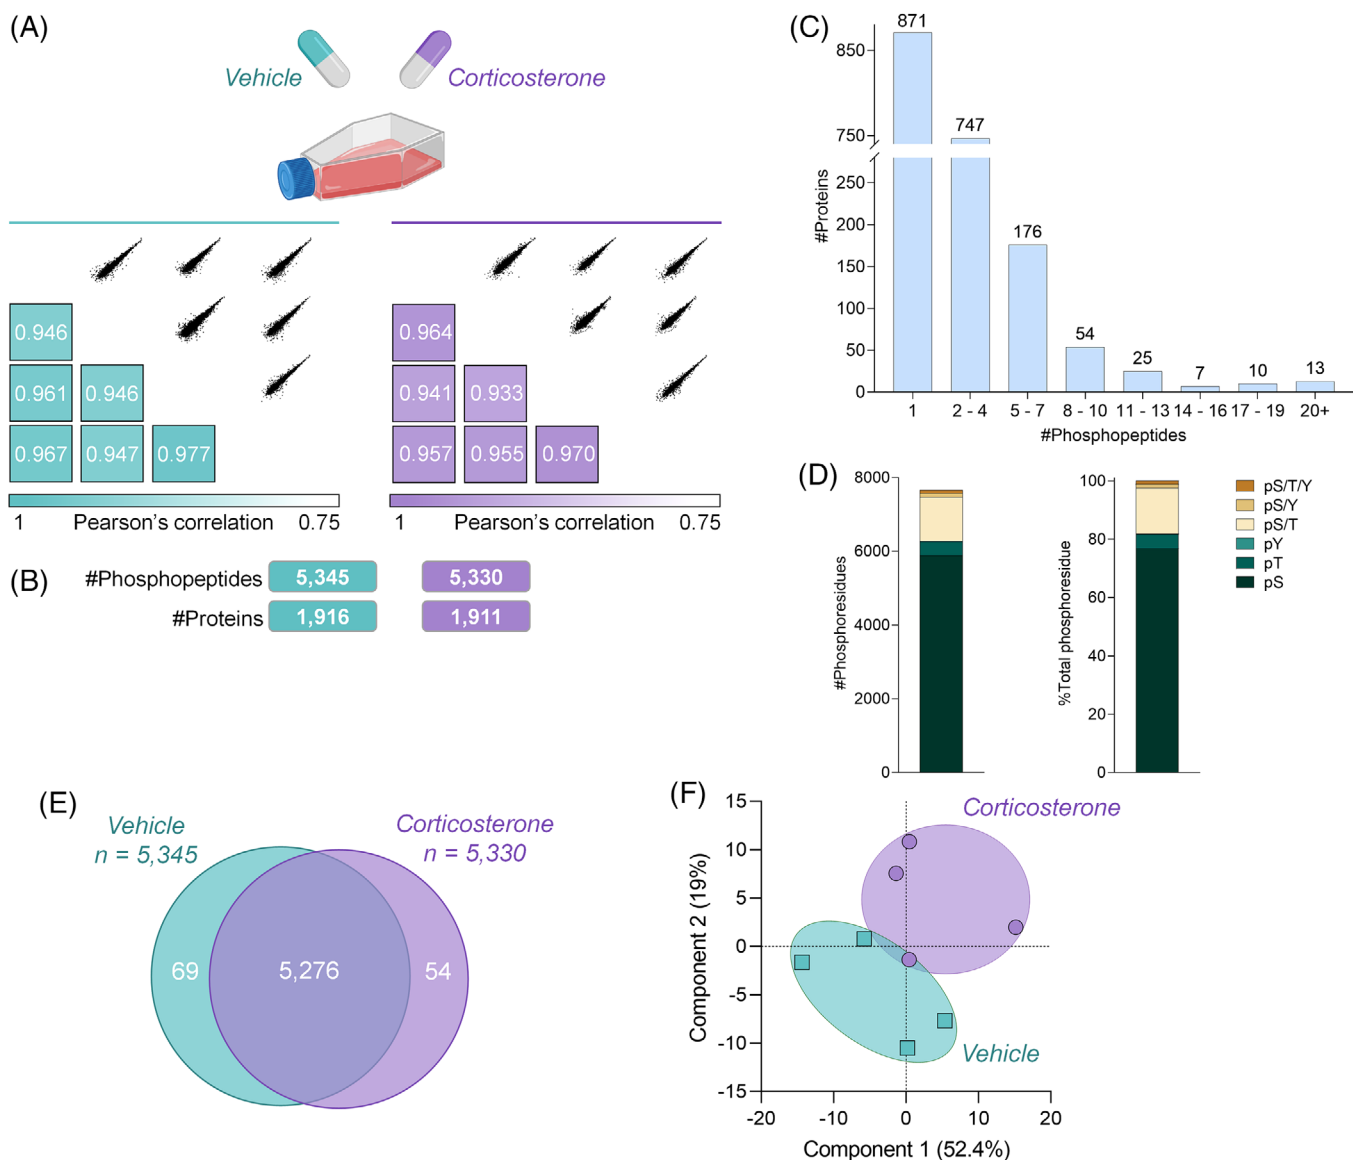 (A)
Vehicle
Corticosterone
0.946
0.961 0.946
0.967 0.947 0.977
1 Pearson's correlation 0.75
0.964
0.941 0.933
0.957 0.955 0.970
1 Pearson's correlation 0.75
(B)
#Phosphopeptides 5,345 5,330
#Proteins 1,916 1,911
(C)
#Proteins
850
750
250
200
150
100
50
0
871
747
176
54
25
7
10
13
1 2 - 4 5 - 7 8 - 10 11 - 13 14 - 16 17 - 19 20+
#Phosphopeptides
(D)
#Phosphoresidues
8000
6000
4000
2000
0
%Total phosphoresidue
100
80
60
40
20
0
pS/T/Y
pS/Y
pS/T
pY
pT
pS
(E)
Vehicle
n = 5,345
Corticosterone
n = 5,330
69 5,276 54
(F)
Component 2 (19%)
15
10
5
0
-5
-10
-15
Corticosterone
Vehicle
-20 -10 0 10 20
Component 1 (52.4%)